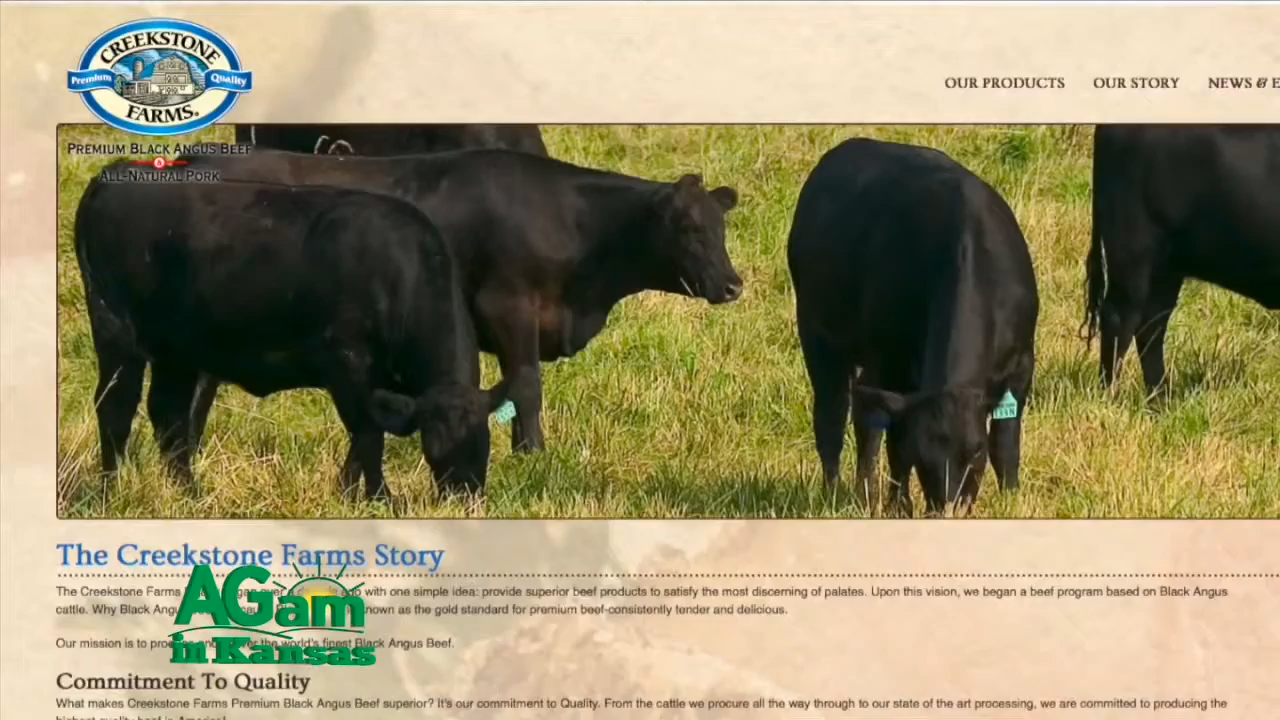 CREEKSTONE
Premium Quality
FARMS®
PREMIUM BLACK ANGUS BEEF
&
ALL-NATURAL PORK
OUR PRODUCTS OUR STORY NEWS & E
The Creekstone Farms Story
The Creekstone Farms with one simple idea: provide superior beef products to satisfy the most discerning of palates. Upon this vision, we began a beef program based on Black Angus
cattle. Why Black known as the gold standard for premium beef-consistently tender and delicious.
Our mission is to the world's finest Black Angus Beef.
AGam
in Kansas
Commitment To Quality
What makes Creekstone Farms Premium Black Angus Beef superior? It's our commitment to Quality. From the cattle we procure all the way through to our state of the art processing, we are committed to producing the
highest quality beef in America!